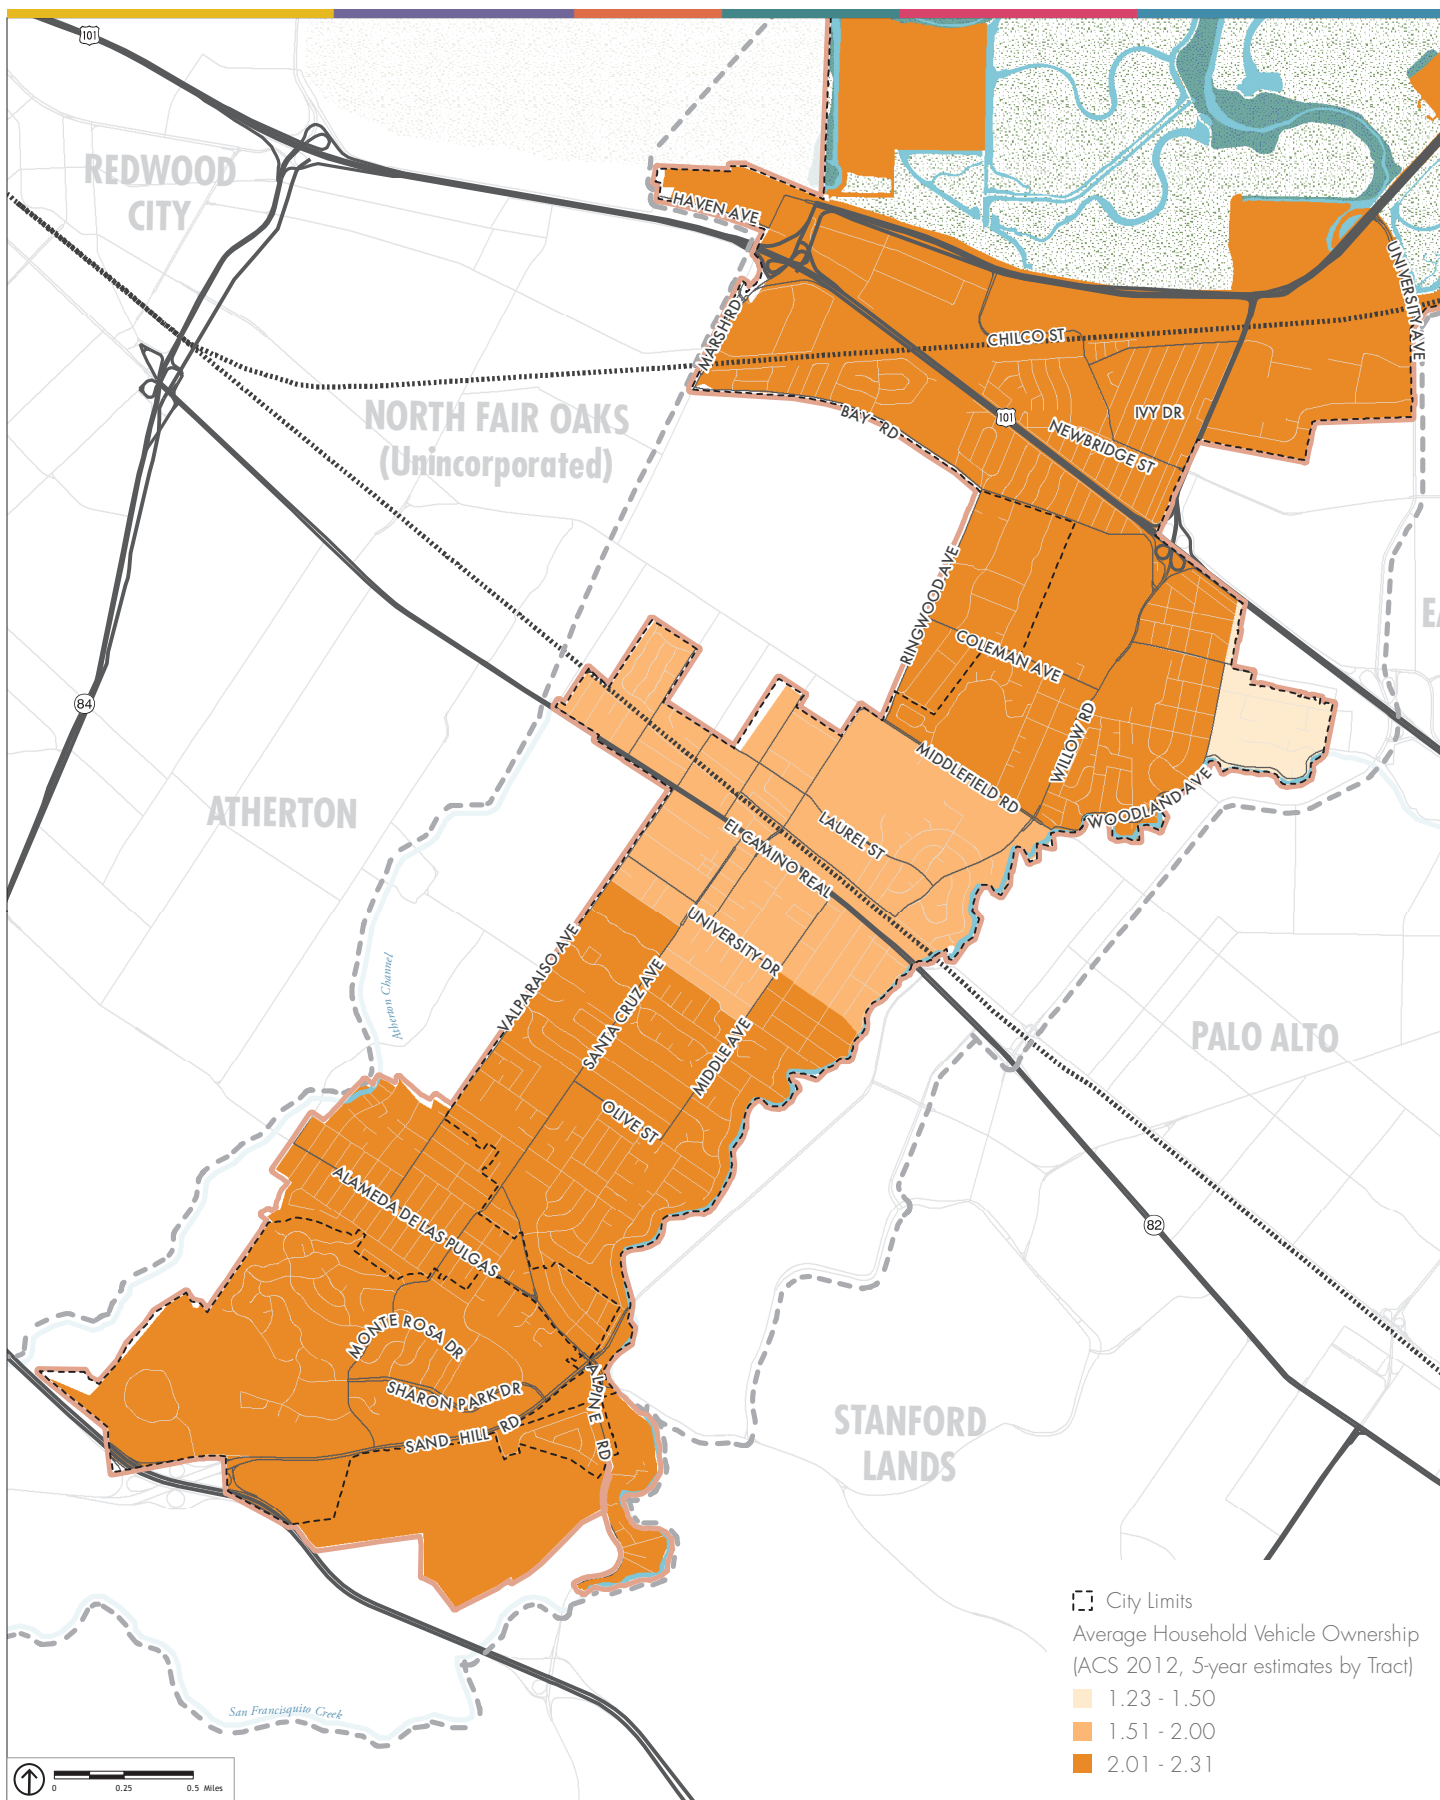 101
REDWOOD
CITY
HAVEN AVE
MARSH RD
UNIVERSITY AVE
CHILCO ST
NORTH FAIR OAKS
(Unincorporated)
BAY RD
101
IVY DR
NEWBRIDGE ST
RINGWOOD AVE
COLEMAN AVE
84
WILLOW RD
MIDDLEFIELD RD
WOODLAND AVE
ATHERTON
LAUREL ST
EL CAMINO REAL
UNIVERSITY DR
VALPARAISO AVE
SANTA CRUZ AVE
MIDDLE AVE
Atherton Channel
PALO ALTO
OLIVE ST
ALAMEDA DE LAS PULGAS
82
MONTE ROSA DR
SHARON PARK DR
ALPINE RD
SAND HILL RD
STANFORD
LANDS
City Limits
Average Household Vehicle Ownership
(ACS 2012, 5-year estimates by Tract)
1.23 - 1.50
1.51 - 2.00
2.01 - 2.31
San Francisquito Creek
0 0.25 0.5 Miles